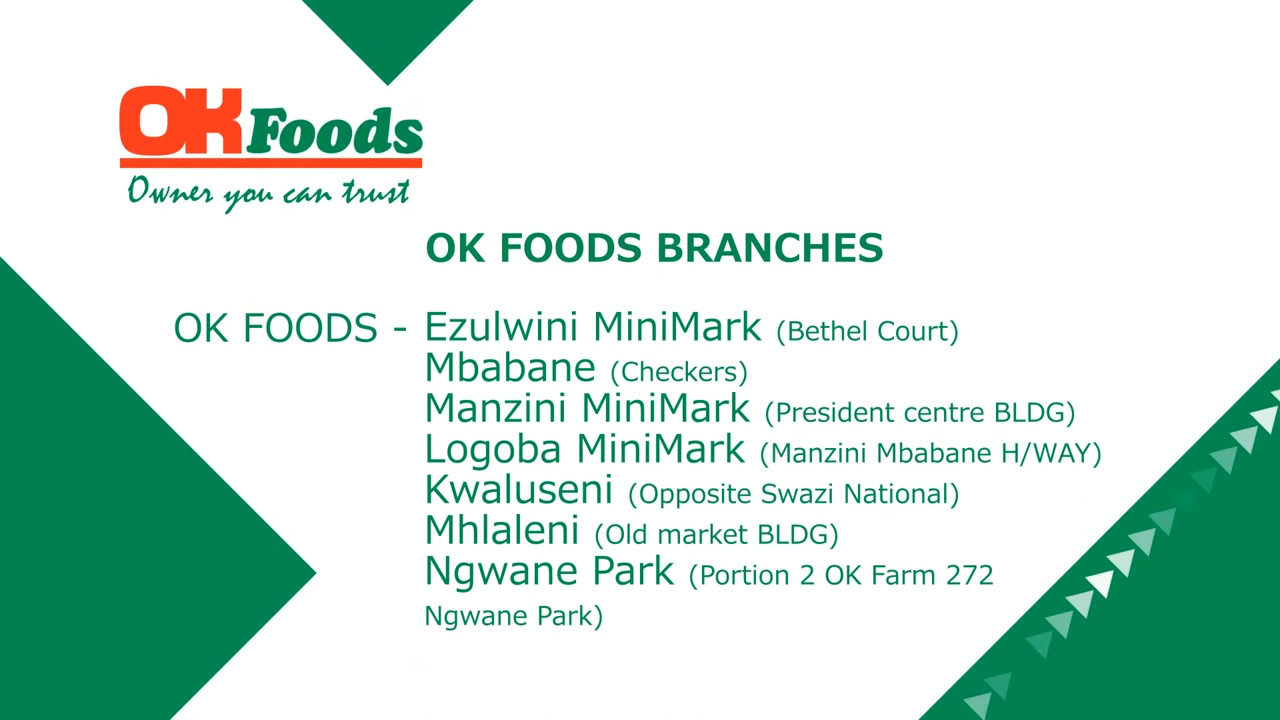 OK Foods
Owner you can trust
OK FOODS BRANCHES
OK FOODS - Ezulwini MiniMark (Bethel Court)
Mbabane (Checkers)
Manzini MiniMark (President centre BLDG)
Logoba MiniMark (Manzini Mbabane H/WAY)
Kwaluseni (Opposite Swazi National)
Mhlaleni (Old market BLDG)
Ngwane Park (Portion 2 OK Farm 272
Ngwane Park)